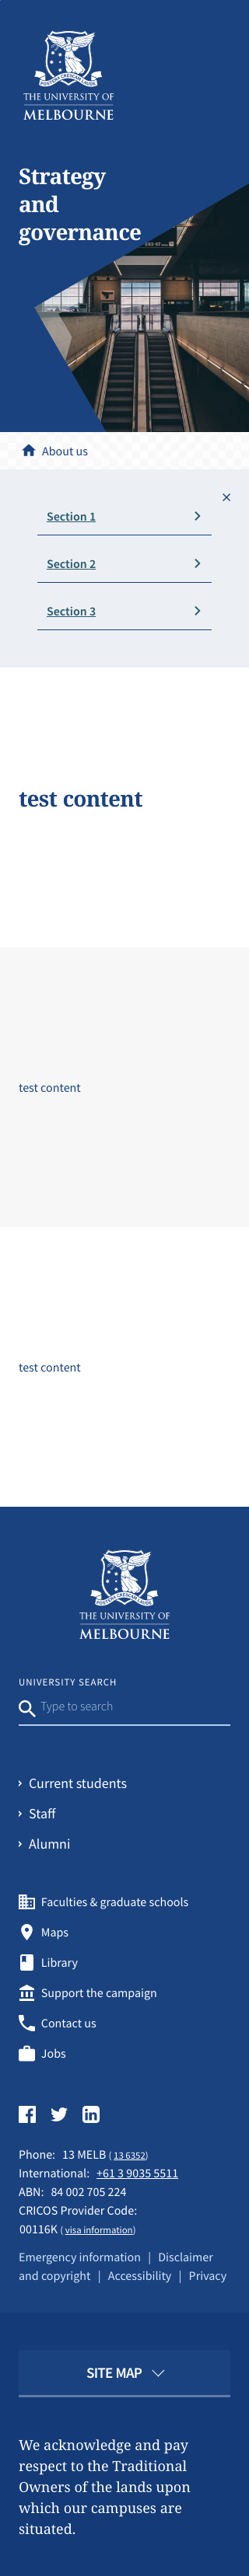 THE UNIVERSITY OF
MELBOURNE
Strategy
and
governance
About us
Section 1
Section 2
Section 3
test content
test content
test content
THE UNIVERSITY OF
MELBOURNE
UNIVERSITY SEARCH
Type to search
Current students
Staff
Alumni
Faculties & graduate schools
Maps
Library
Support the campaign
Contact us
Jobs
Phone: 13 MELB ( 13 6352)
International: +61 3 9035 5511
ABN: 84 002 705 224
CRICOS Provider Code:
00116K ( visa information)
Emergency information | Disclaimer
and copyright | Accessibility | Privacy
SITE MAP
We acknowledge and pay
respect to the Traditional
Owners of the lands upon
which our campuses are
situated.